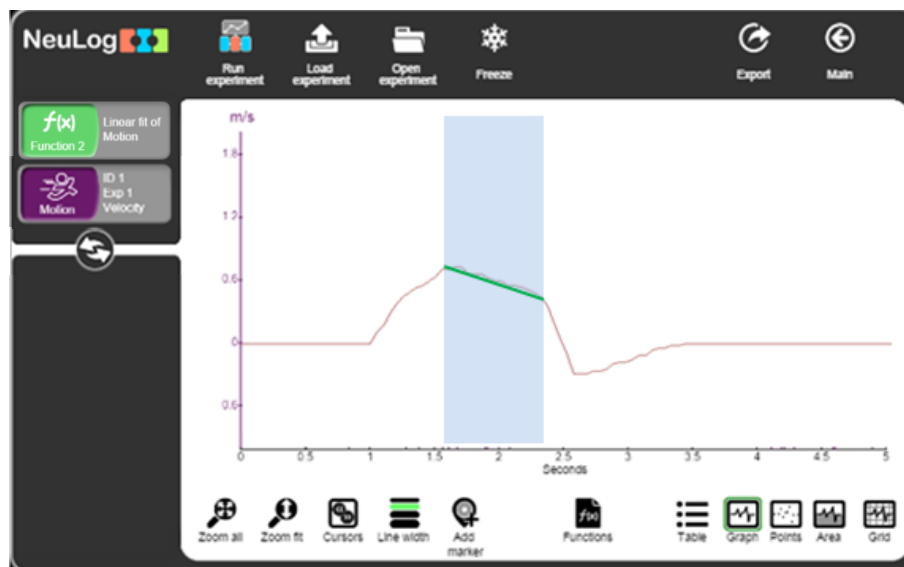 NeuLog
Run
experiment
Load
experiment
Open
experiment
Freeze
Export
Main
f(x)
Function 2
Linear fit of
Motion
Motion
ID 1
Exp 1
Velocity
m/s
1.8
1.2
0.6
0
0.6
0 0.5 1 1.5 2 2.5 3 3.5 4 4.5 5
Seconds
Zoom all
Zoom fit
Cursors
Line width
Add
marker
f(x)
Functions
Table
Graph
Points
Area
Grid